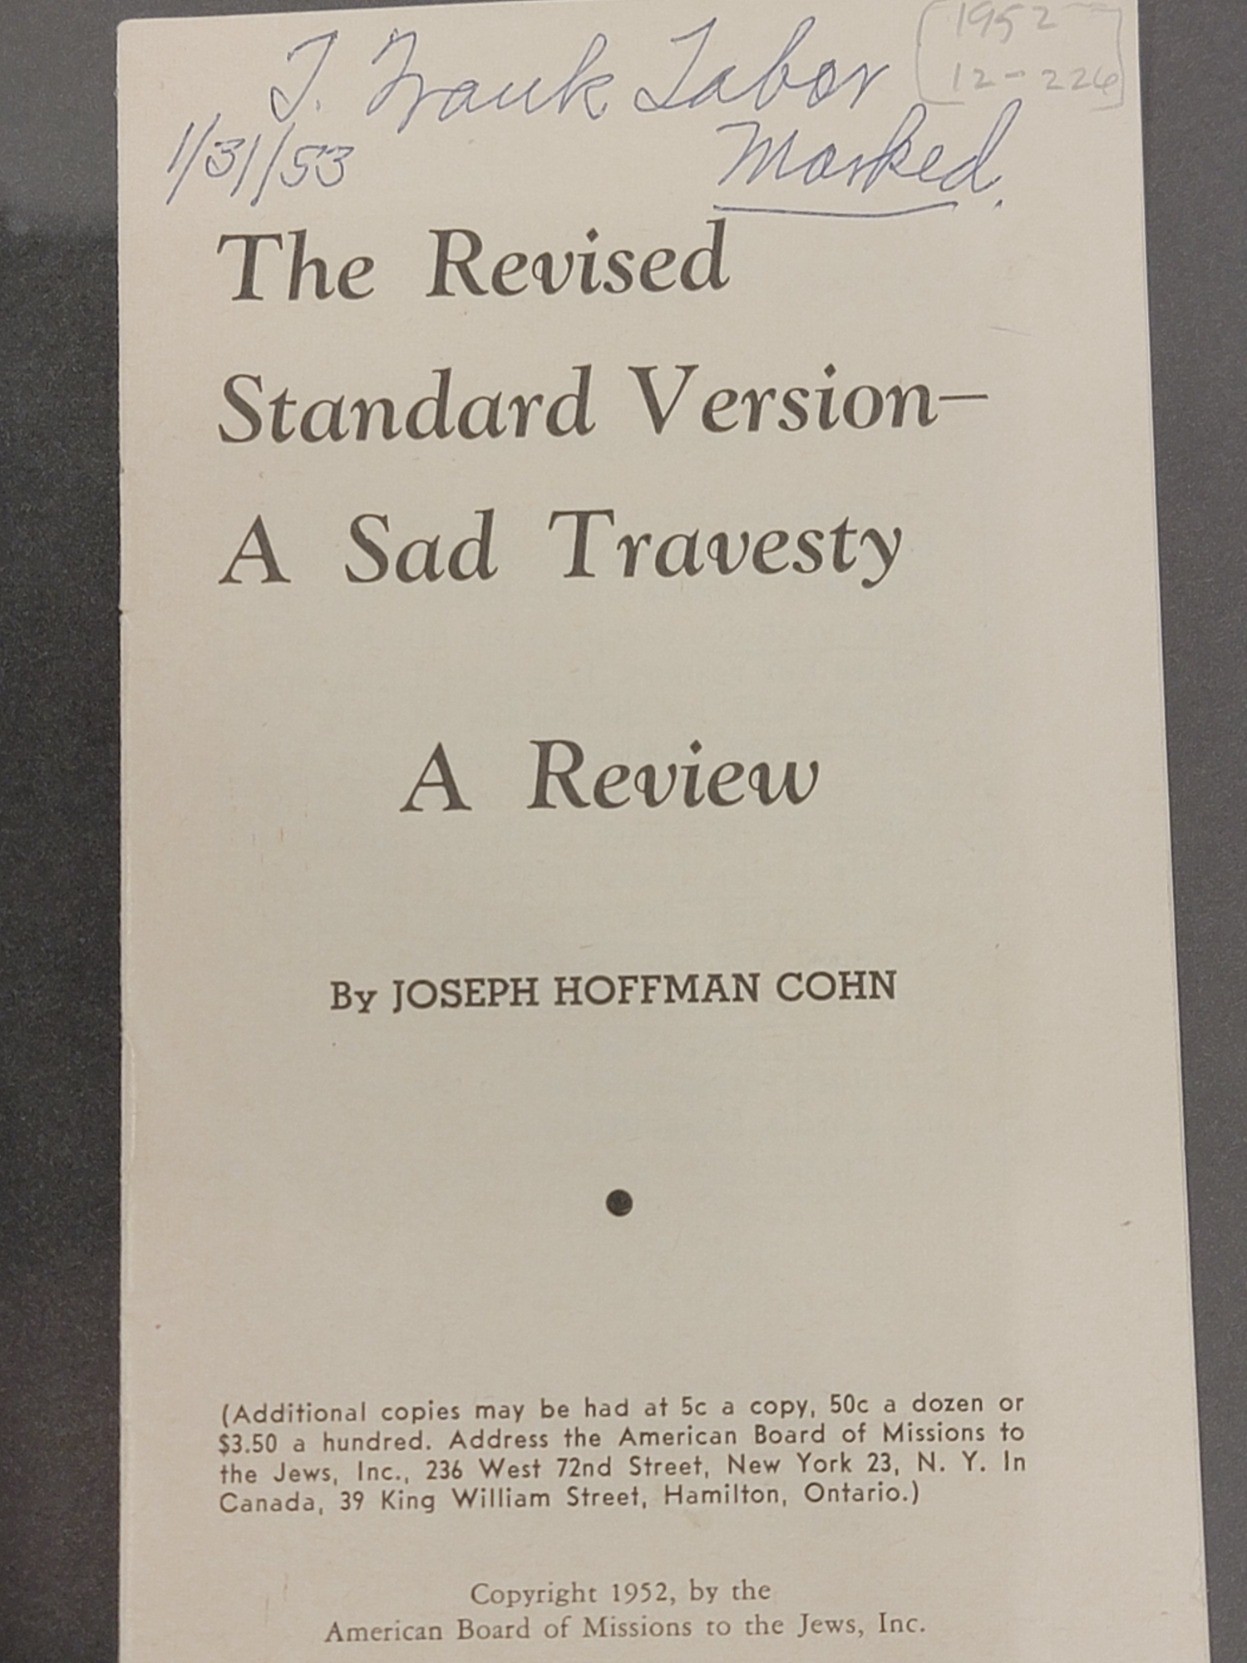 1952
12-226
T. Frank Tabor
1/31/53
Marked.
The Revised
Standard Version—
A Sad Travesty
A Review
By JOSEPH HOFFMAN COHN
(Additional copies may be had at 5c a copy, 50c a dozen or
$3.50 a hundred. Address the American Board of Missions to
the Jews, Inc., 236 West 72nd Street, New York 23, N. Y. In
Canada, 39 King William Street, Hamilton, Ontario.)
Copyright 1952, by the
American Board of Missions to the Jews, Inc.